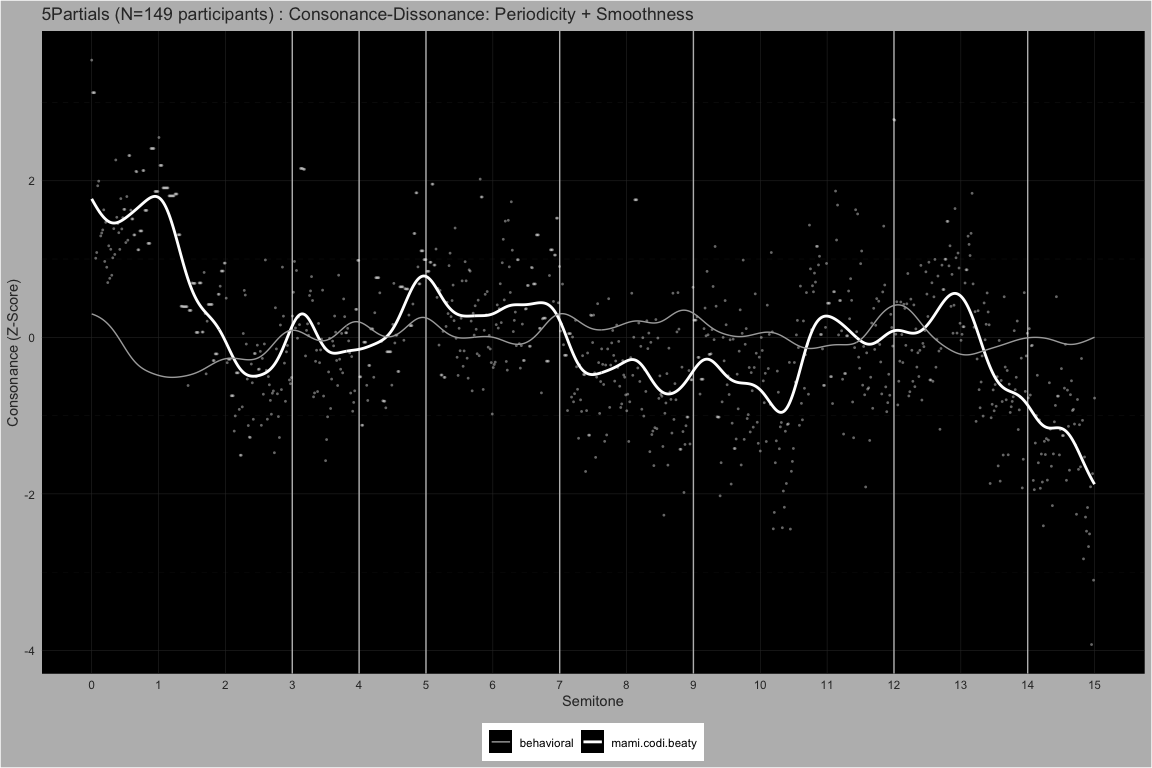 5Partials (N=149 participants) : Consonance-Dissonance: Periodicity + Smoothness
Consonance (Z-Score)
2
0
-2
-4
0 1 2 3 4 5 6 7 8 9 10 11 12 13 14 15
Semitone
behavioral mami.codi.beaty